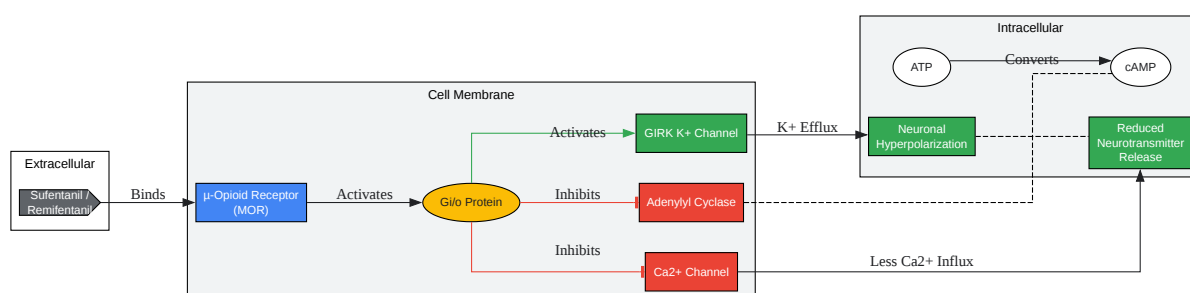 Extracellular
Sufentanil /
Remifentanil
Binds
Cell Membrane
µ-Opioid Receptor
(MOR)
Activates
Gi/o Protein
Activates
GIRK K+ Channel
Inhibits
Adenylyl Cyclase
Inhibits
Ca2+ Channel
K+ Efflux
Less Ca2+ Influx
Intracellular
ATP
Converts
cAMP
Neuronal
Hyperpolarization
Reduced
Neurotransmitter
Release